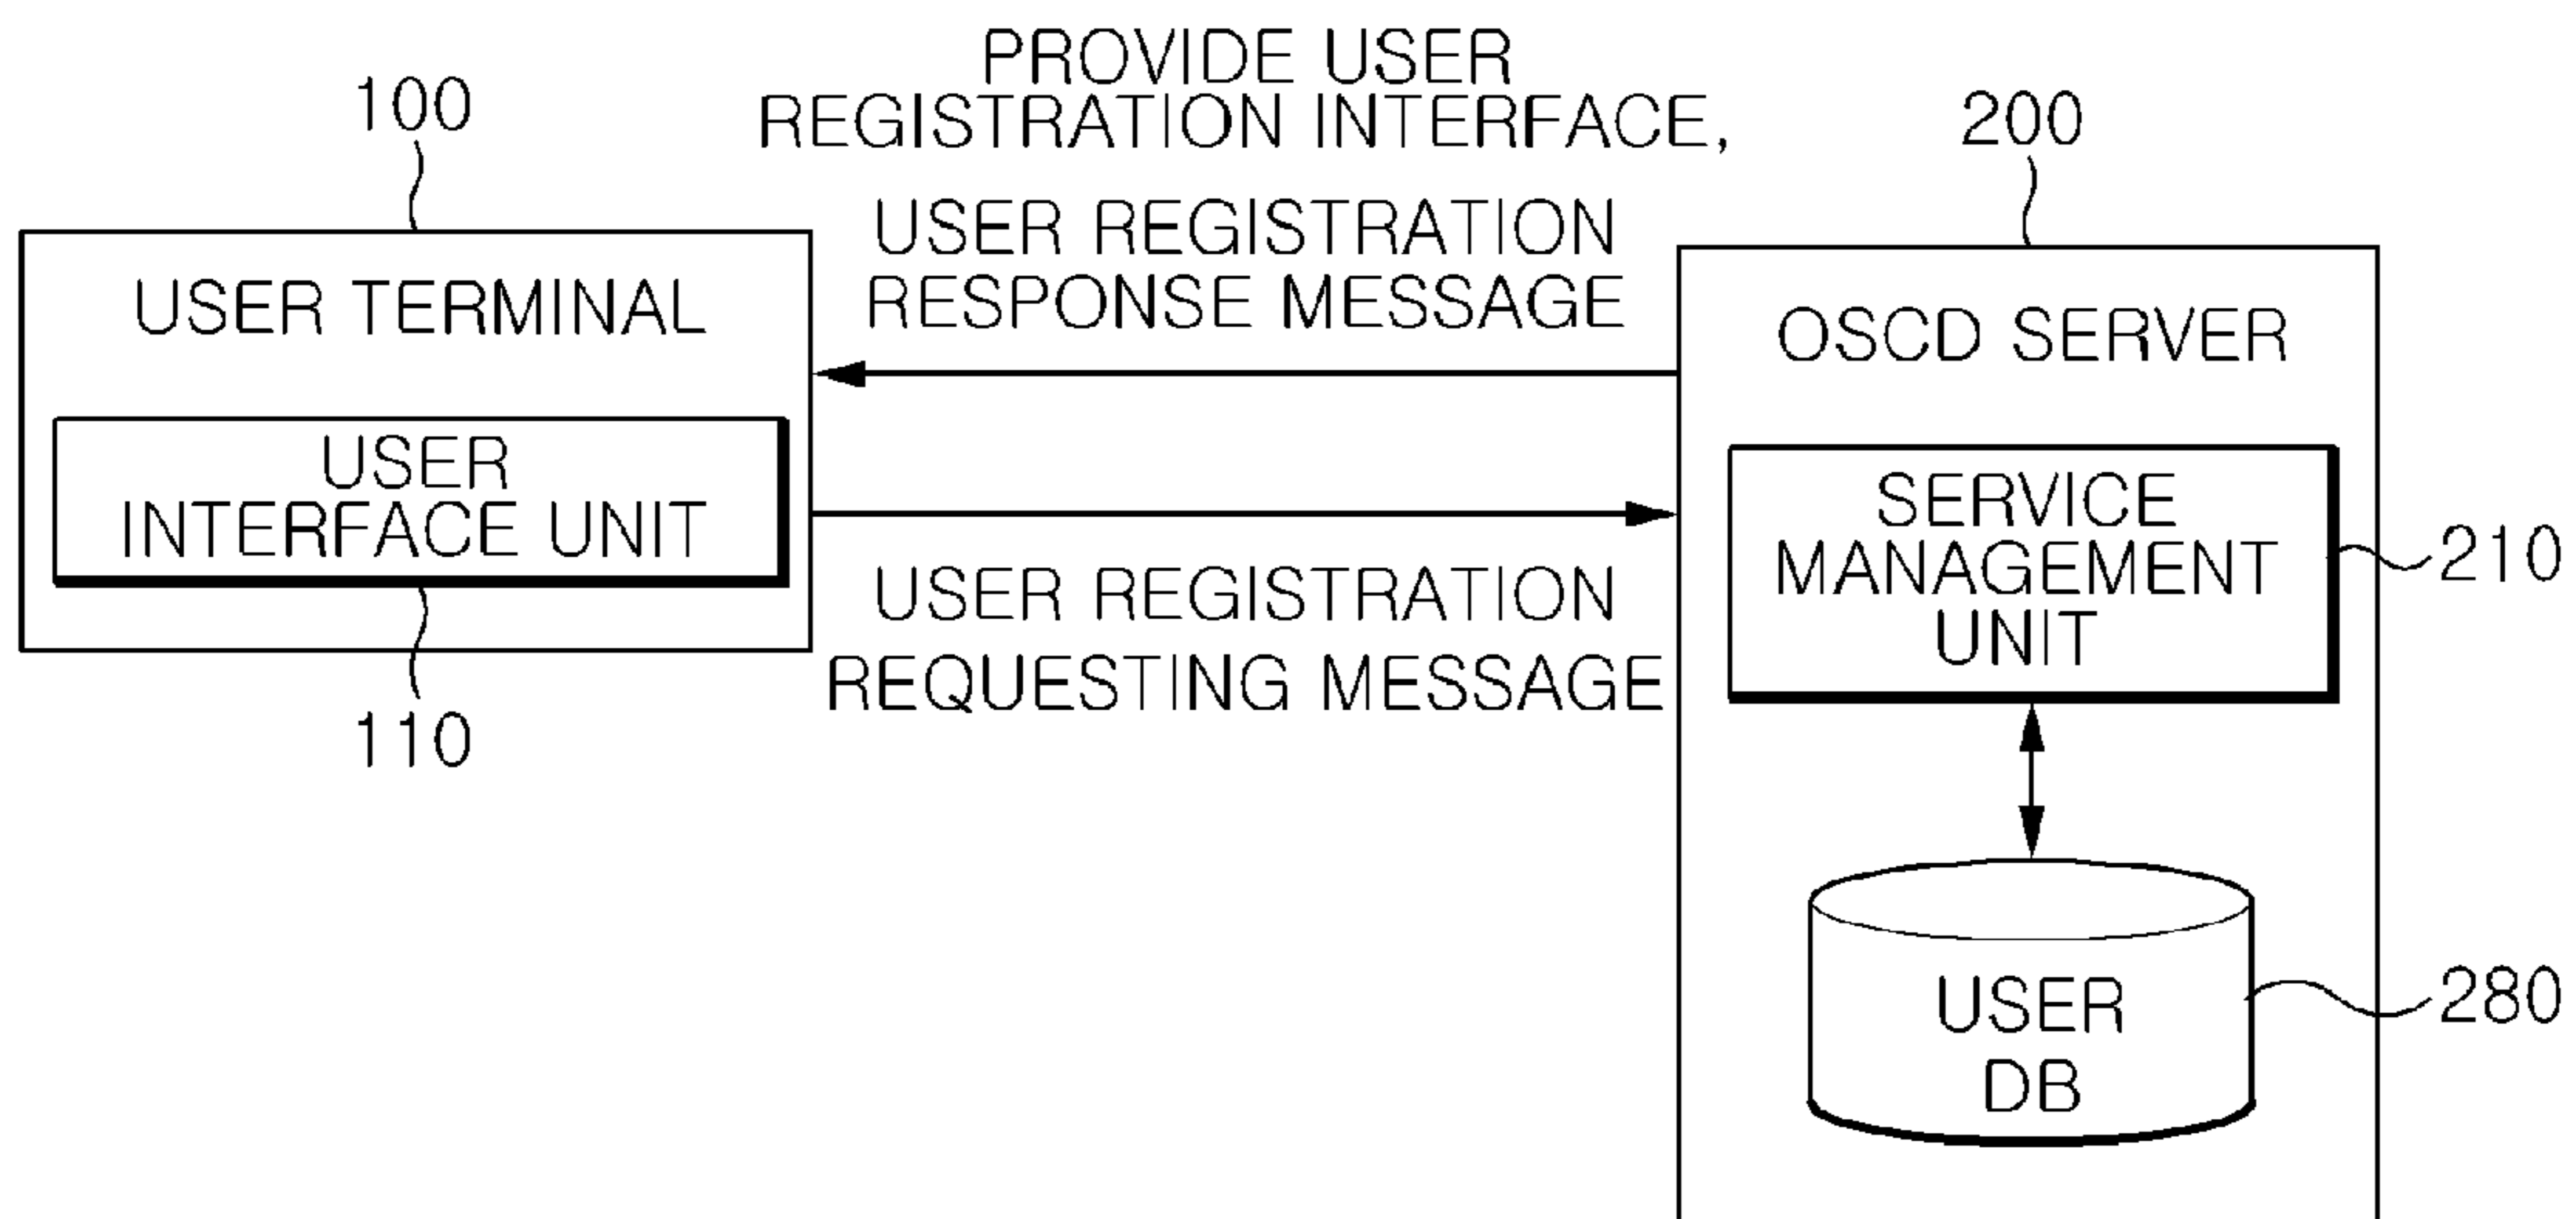 PROVIDE USER
REGISTRATION INTERFACE,
USER REGISTRATION
RESPONSE MESSAGE
100
USER TERMINAL
USER
INTERFACE UNIT
110
USER REGISTRATION
REQUESTING MESSAGE
200
OSCD SERVER
SERVICE
MANAGEMENT
UNIT
210
USER
DB
280